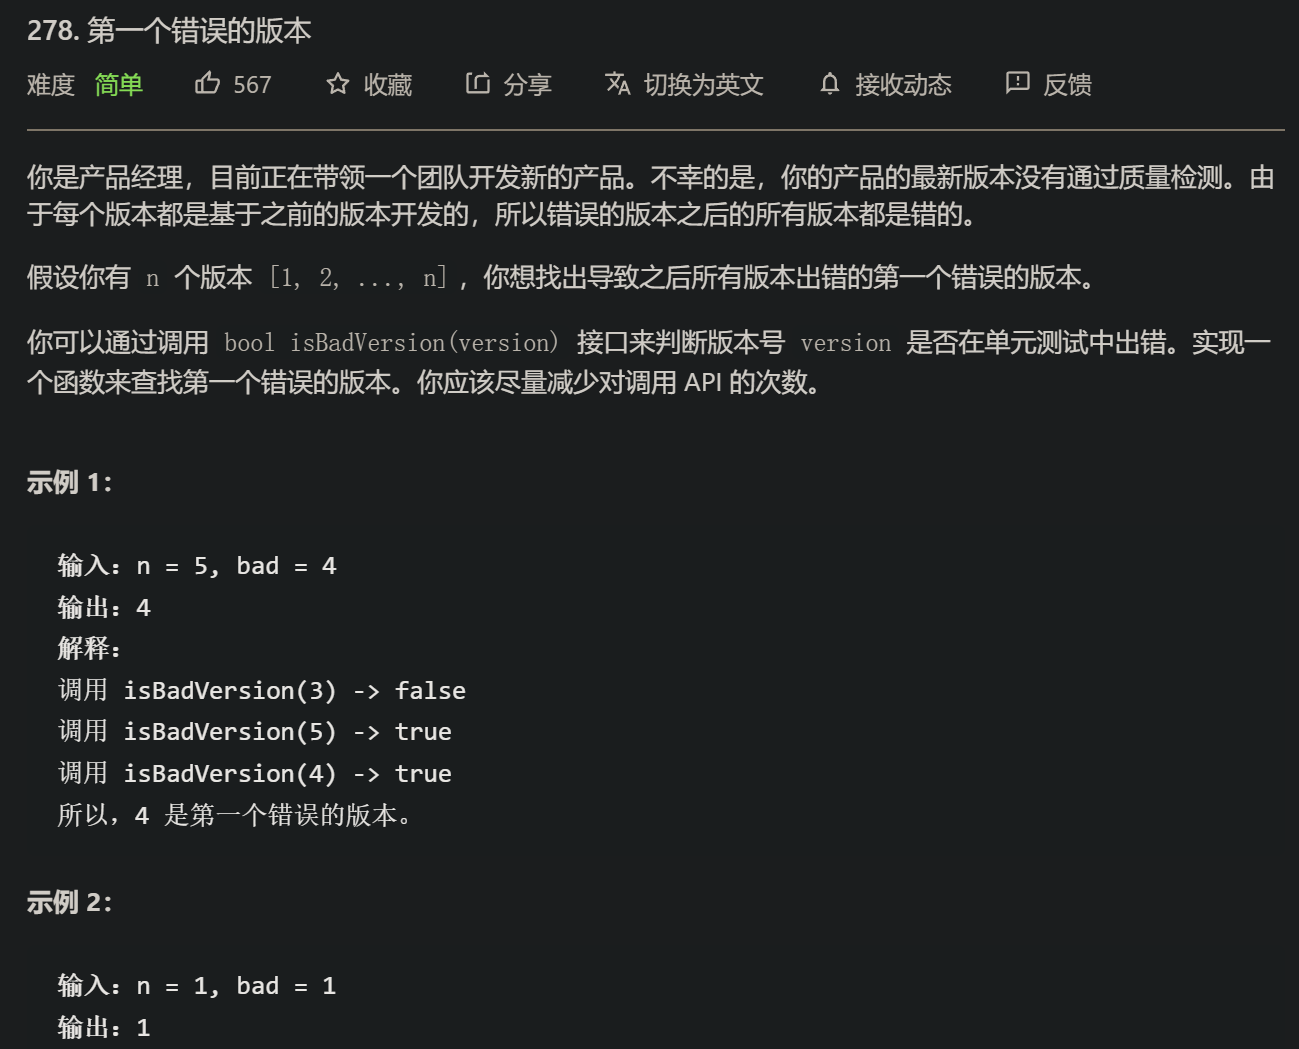 278. 第一个错误的版本
难度 简单 567 收藏 分享 切换为英文 接收动态 反馈
你是产品经理，目前正在带领一个团队开发新的产品。不幸的是，你的产品的最新版本没有通过质量检测。由
于每个版本都是基于之前的版本开发的，所以错误的版本之后的所有版本都是错的。
假设你有 n 个版本 [1, 2, ..., n]，你想找出导致之后所有版本出错的第一个错误的版本。
你可以通过调用 bool isBadVersion(version) 接口来判断版本号 version 是否在单元测试中出错。实现一
个函数来查找第一个错误的版本。你应该尽量减少对调用 API 的次数。
示例 1：
输入：n = 5, bad = 4
输出：4
解释：
调用 isBadVersion(3) -> false
调用 isBadVersion(5) -> true
调用 isBadVersion(4) -> true
所以，4 是第一个错误的版本。
示例 2：
输入：n = 1, bad = 1
输出：1